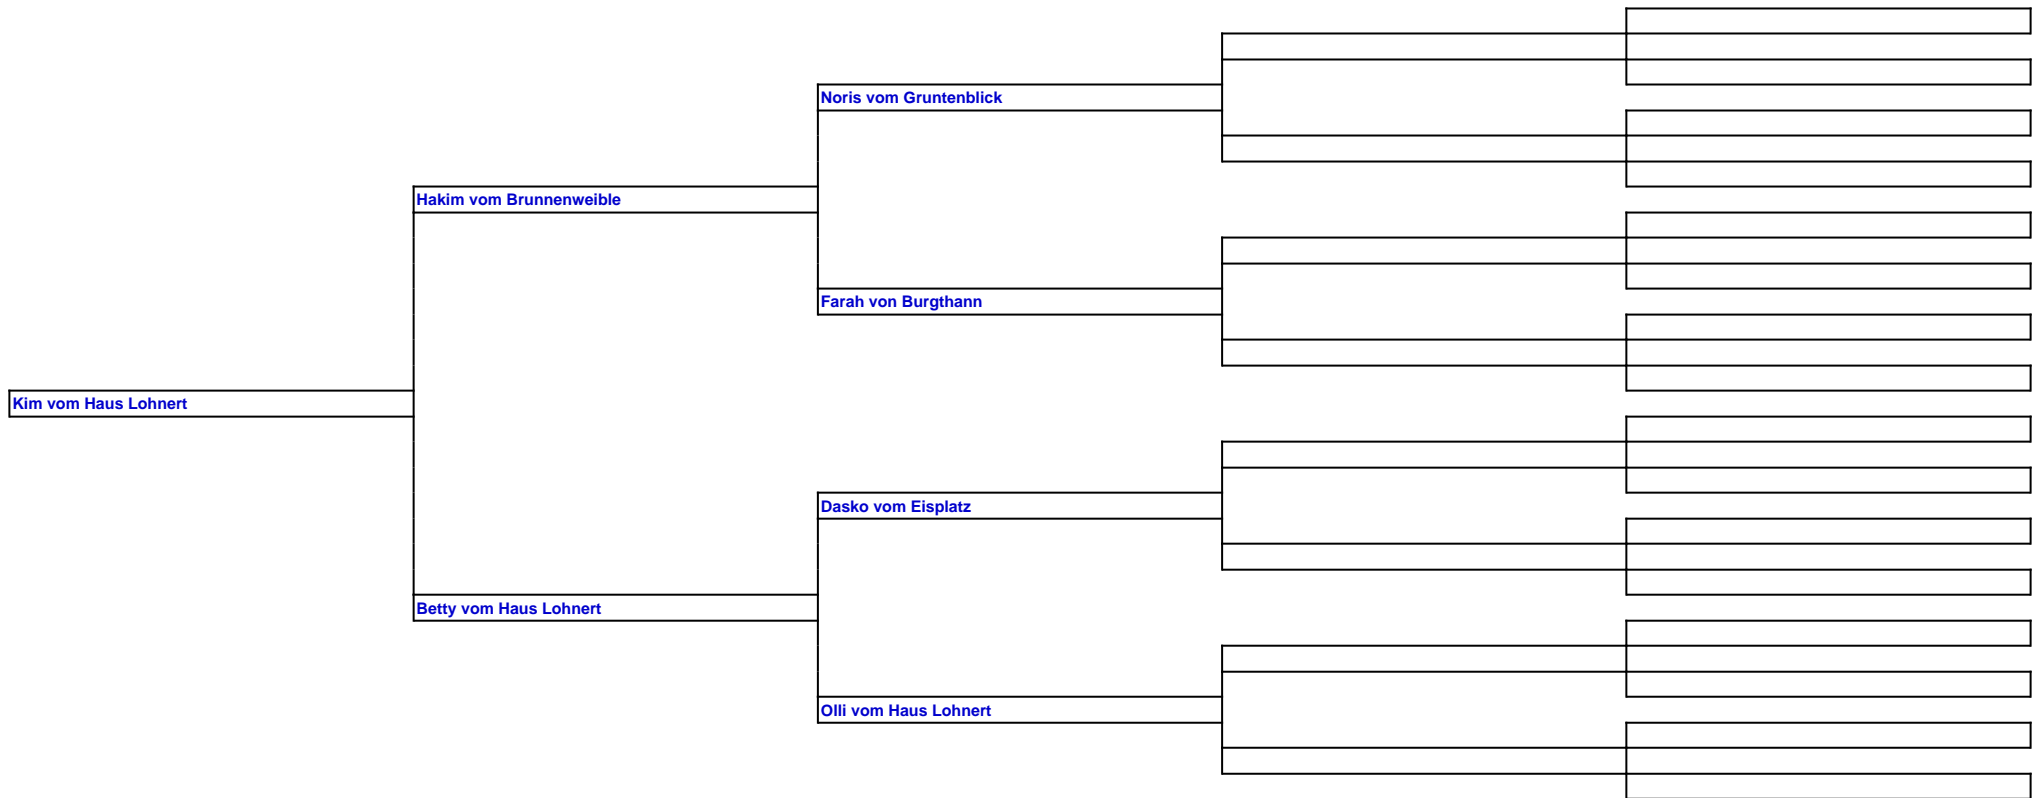 Noris vom Gruntenblick
Hakim vom Brunnenweible
Farah von Burgthann
Kim vom Haus Lohnert
Dasko vom Eisplatz
Betty vom Haus Lohnert
Olli vom Haus Lohnert